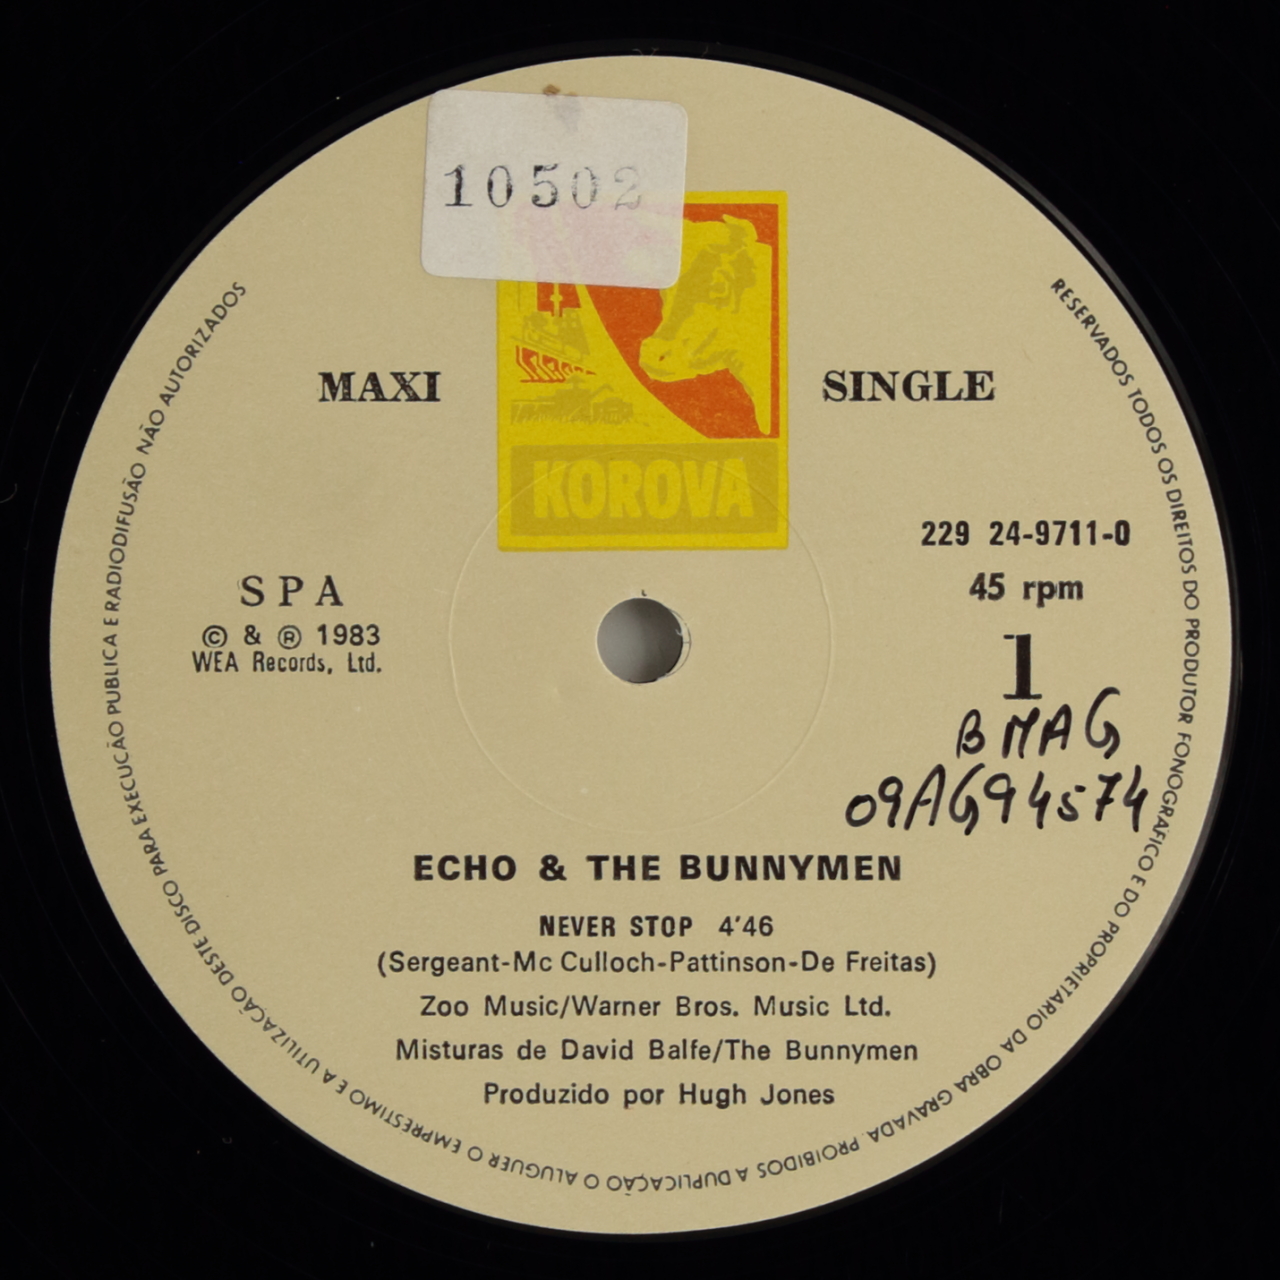 10502
MAXI SINGLE
KOROVA
229 24-9711-0
45 rpm
SPA
© & ® 1983
WEA Records, Ltd.
1
BMAG
09AG94574
ECHO & THE BUNNYMEN
NEVER STOP 4'46
(Sergeant-Mc Culloch-Pattinson-De Freitas)
Zoo Music/Warner Bros. Music Ltd.
Misturas de David Balfe/The Bunnymen
Produzido por Hugh Jones
RESERVADOS TODOS OS DIREITOS DO PRODUTOR FONOGRAFICO E DO PROPRIETARIO DA OBRA GRAVADA. PROIBIDOS A DUPLICAÇÃO O ALUGUER O EMPRESTIMO E A UTILIZAÇÃO DESTE DISCO PARA EXECUÇÃO PUBLICA E RADIODIFUSÃO NÃO AUTORIZADOS